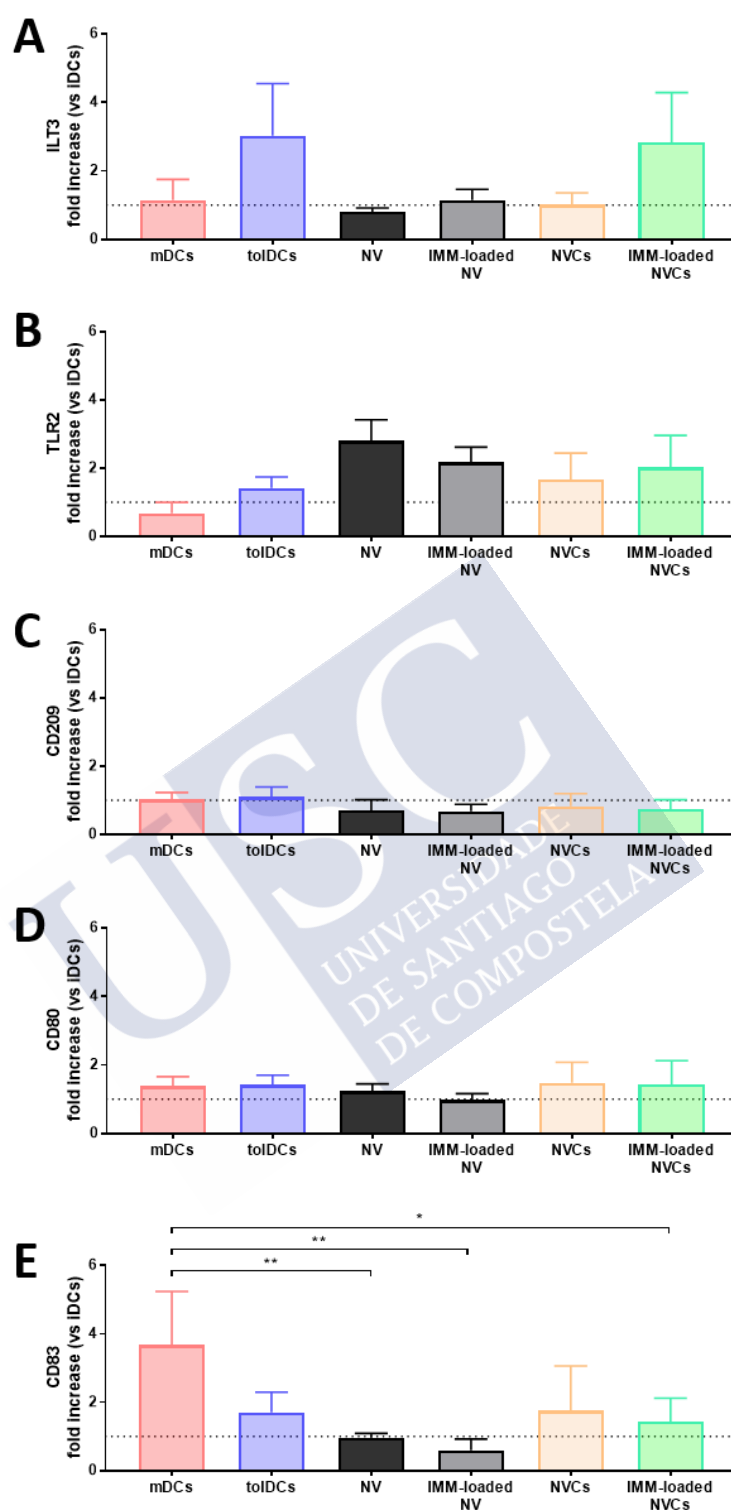 A
ILT3
fold increase (vs iDCs)
6
4
2
0
mDCs
tolDCs
NV
IMM-loaded
NV
NVCs
IMM-loaded
NVCs
B
TLR2
fold increase (vs iDCs)
6
4
2
0
mDCs
tolDCs
NV
IMM-loaded
NV
NVCs
IMM-loaded
NVCs
C
CD209
fold increase (vs iDCs)
6
4
2
0
mDCs
tolDCs
NV
IMM-loaded
NV
NVCs
IMM-loaded
NVCs
USC
UNIVERSIDADE
DE SANTIAGO
DE COMPOSTELA
D
CD80
fold increase (vs iDCs)
6
4
2
0
mDCs
tolDCs
NV
IMM-loaded
NV
NVCs
IMM-loaded
NVCs
E
*
**
**
CD83
fold increase (vs iDCs)
6
4
2
0
mDCs
tolDCs
NV
IMM-loaded
NV
NVCs
IMM-loaded
NVCs